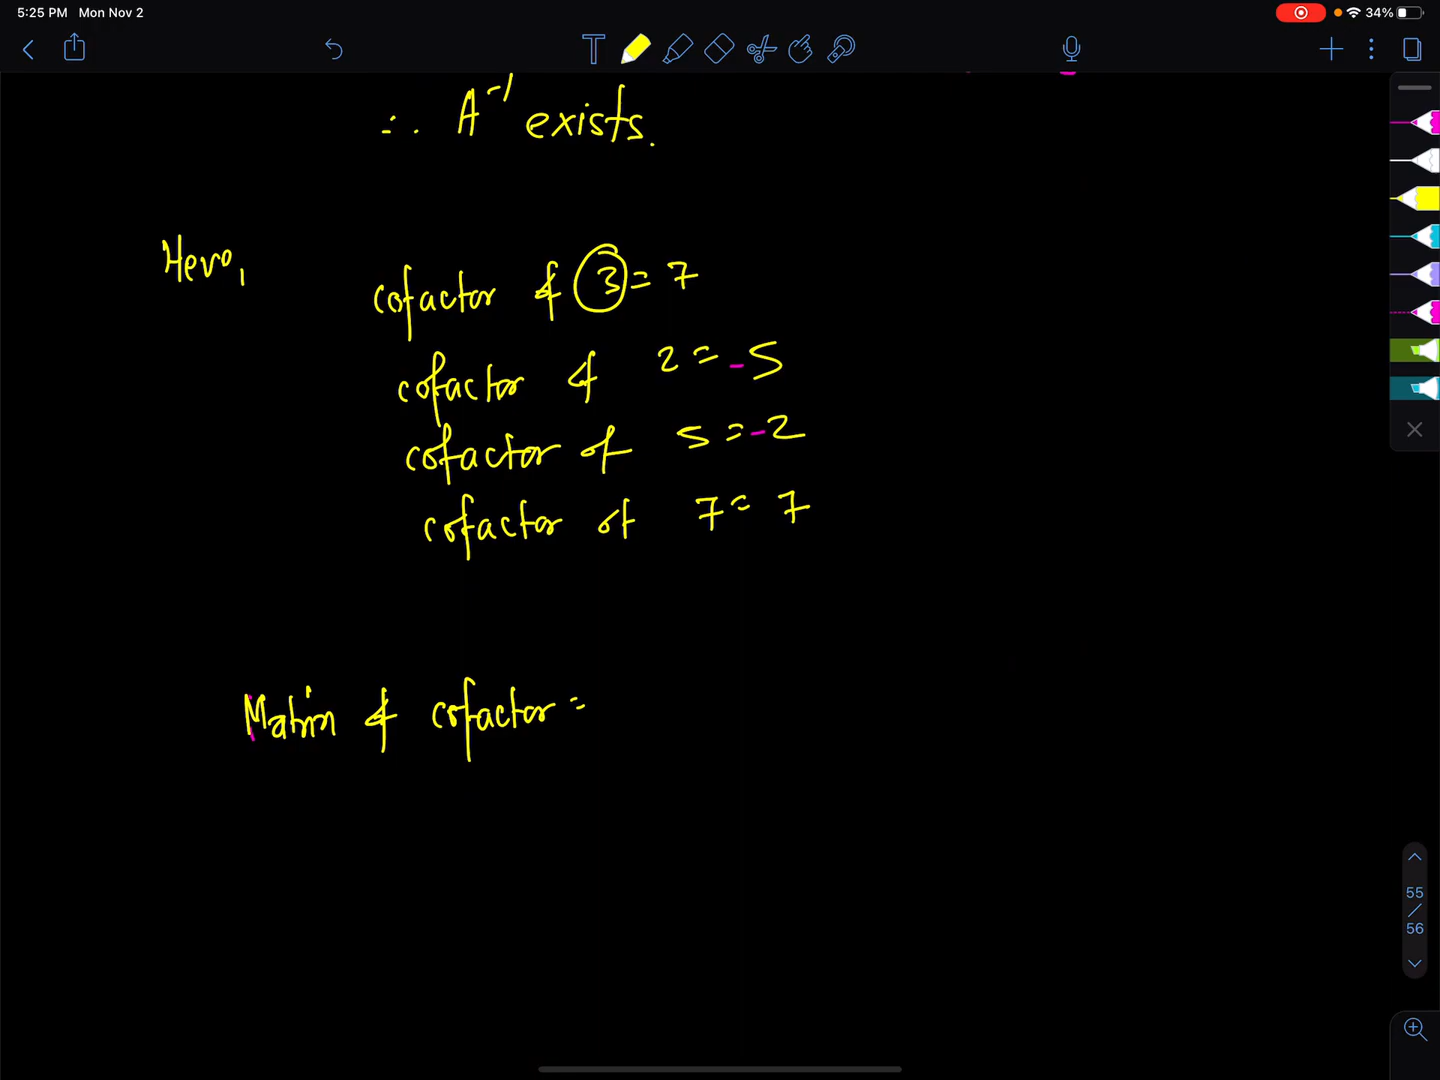 5:25 PM Mon Nov 2
34%
∴ A⁻¹ exists.
Here,
cofactor of 3 = 7
cofactor of 2 = -5
cofactor of 5 = -2
cofactor of 7 = 7
Matrix of cofactor =
55
/
56